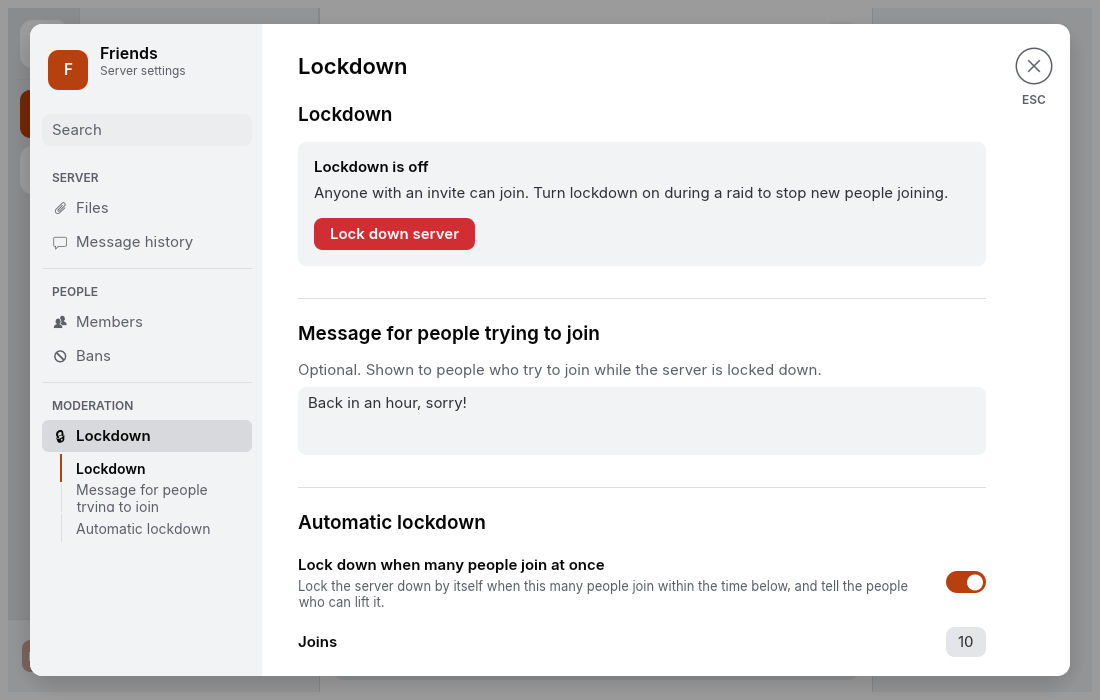 F
Friends
Server settings
Search
SERVER
Files
Message history
PEOPLE
Members
Bans
MODERATION
Lockdown
Lockdown
Message for people
trying to join
Automatic lockdown
Lockdown
ESC
Lockdown
Lockdown is off
Anyone with an invite can join. Turn lockdown on during a raid to stop new people joining.
Lock down server
Message for people trying to join
Optional. Shown to people who try to join while the server is locked down.
Back in an hour, sorry!
Automatic lockdown
Lock down when many people join at once
Lock the server down by itself when this many people join within the time below, and tell the people
who can lift it.
Joins
10